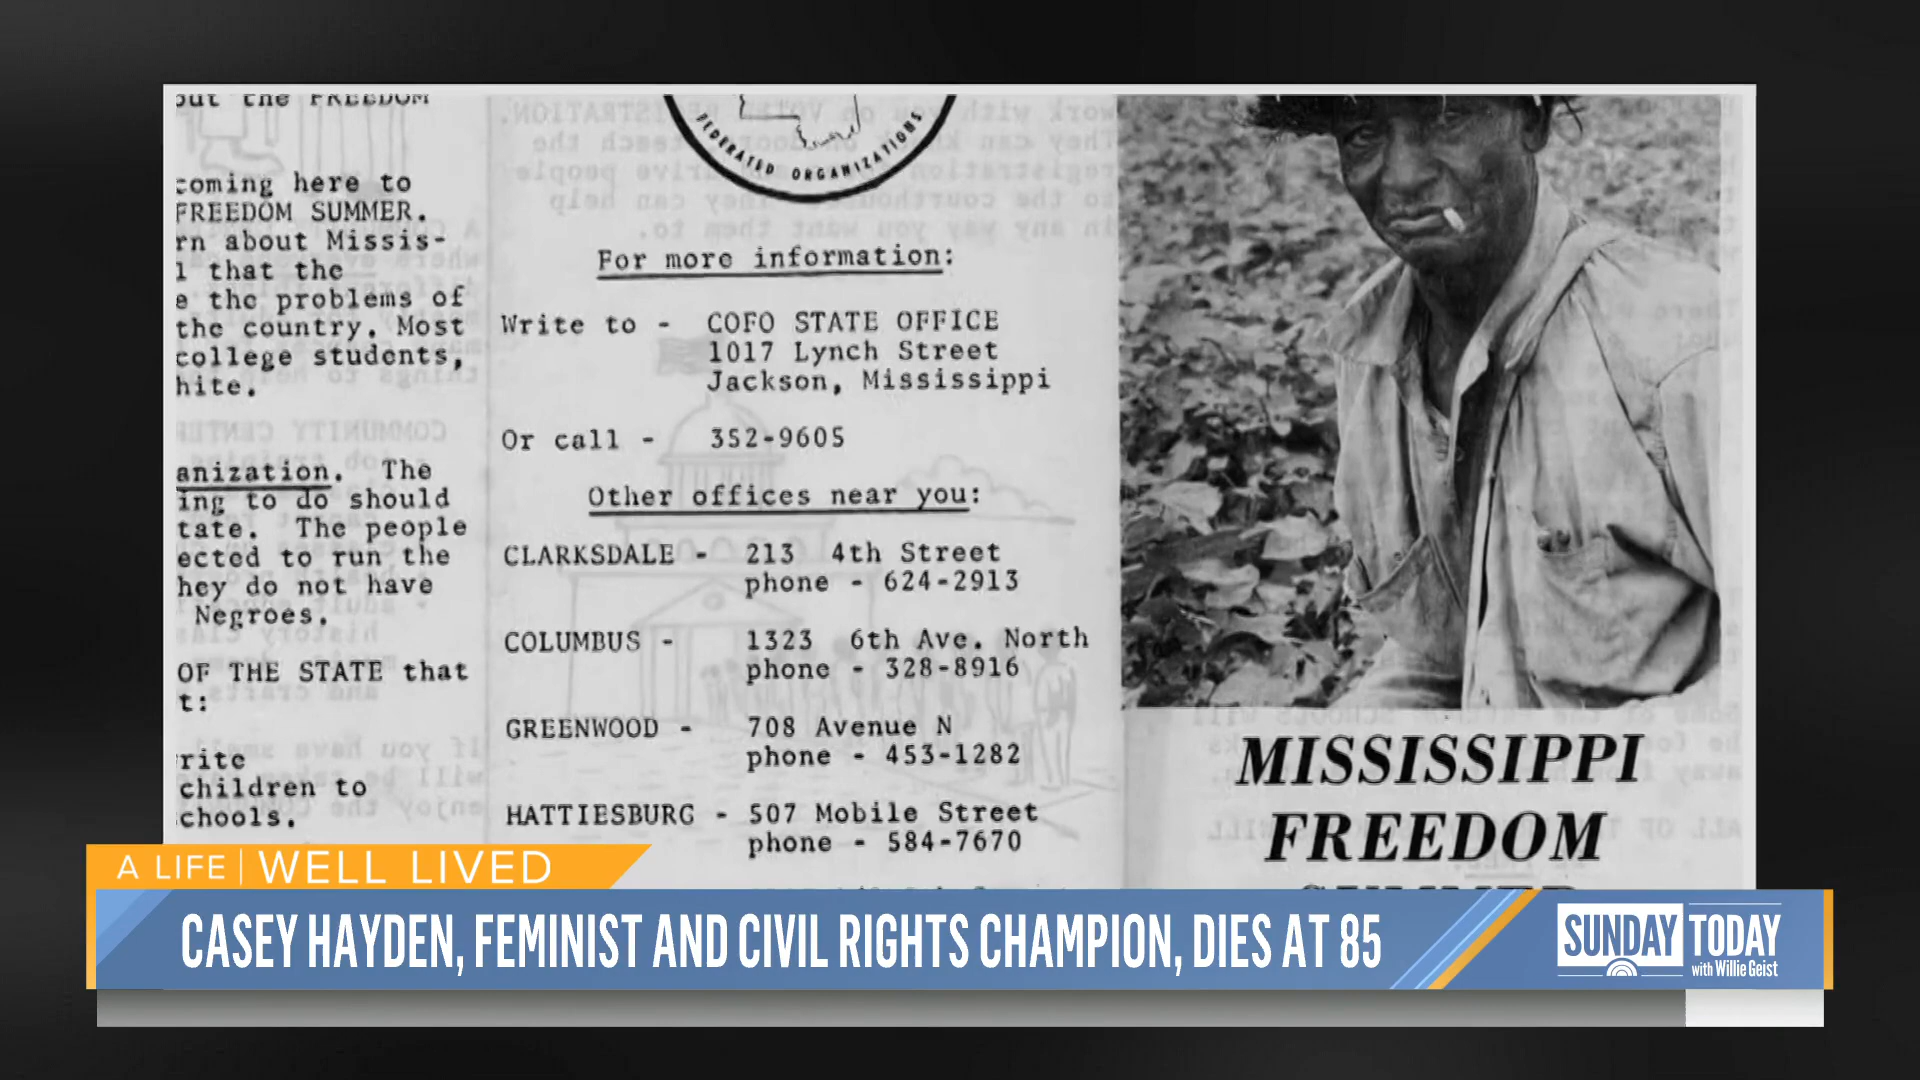 out the FREEDOM
coming here to
FREEDOM SUMMER.
rn about Missis-
l that the
e the problems of
the country. Most
college students,
hite.
anization. The
ing to do should
tate. The people
ected to run the
hey do not have
Negroes.
OF THE STATE that
t:
rite
children to
chools.
FEDERATED ORGANIZATIONS
For more information:
Write to - COFO STATE OFFICE
1017 Lynch Street
Jackson, Mississippi
Or call - 352-9605
Other offices near you:
CLARKSDALE - 213 4th Street
phone - 624-2913
COLUMBUS - 1323 6th Ave. North
phone - 328-8916
GREENWOOD - 708 Avenue N
phone - 453-1282
HATTIESBURG - 507 Mobile Street
phone - 584-7670
MISSISSIPPI
FREEDOM
A LIFE | WELL LIVED
CASEY HAYDEN, FEMINIST AND CIVIL RIGHTS CHAMPION, DIES AT 85
SUNDAY TODAY
with Willie Geist